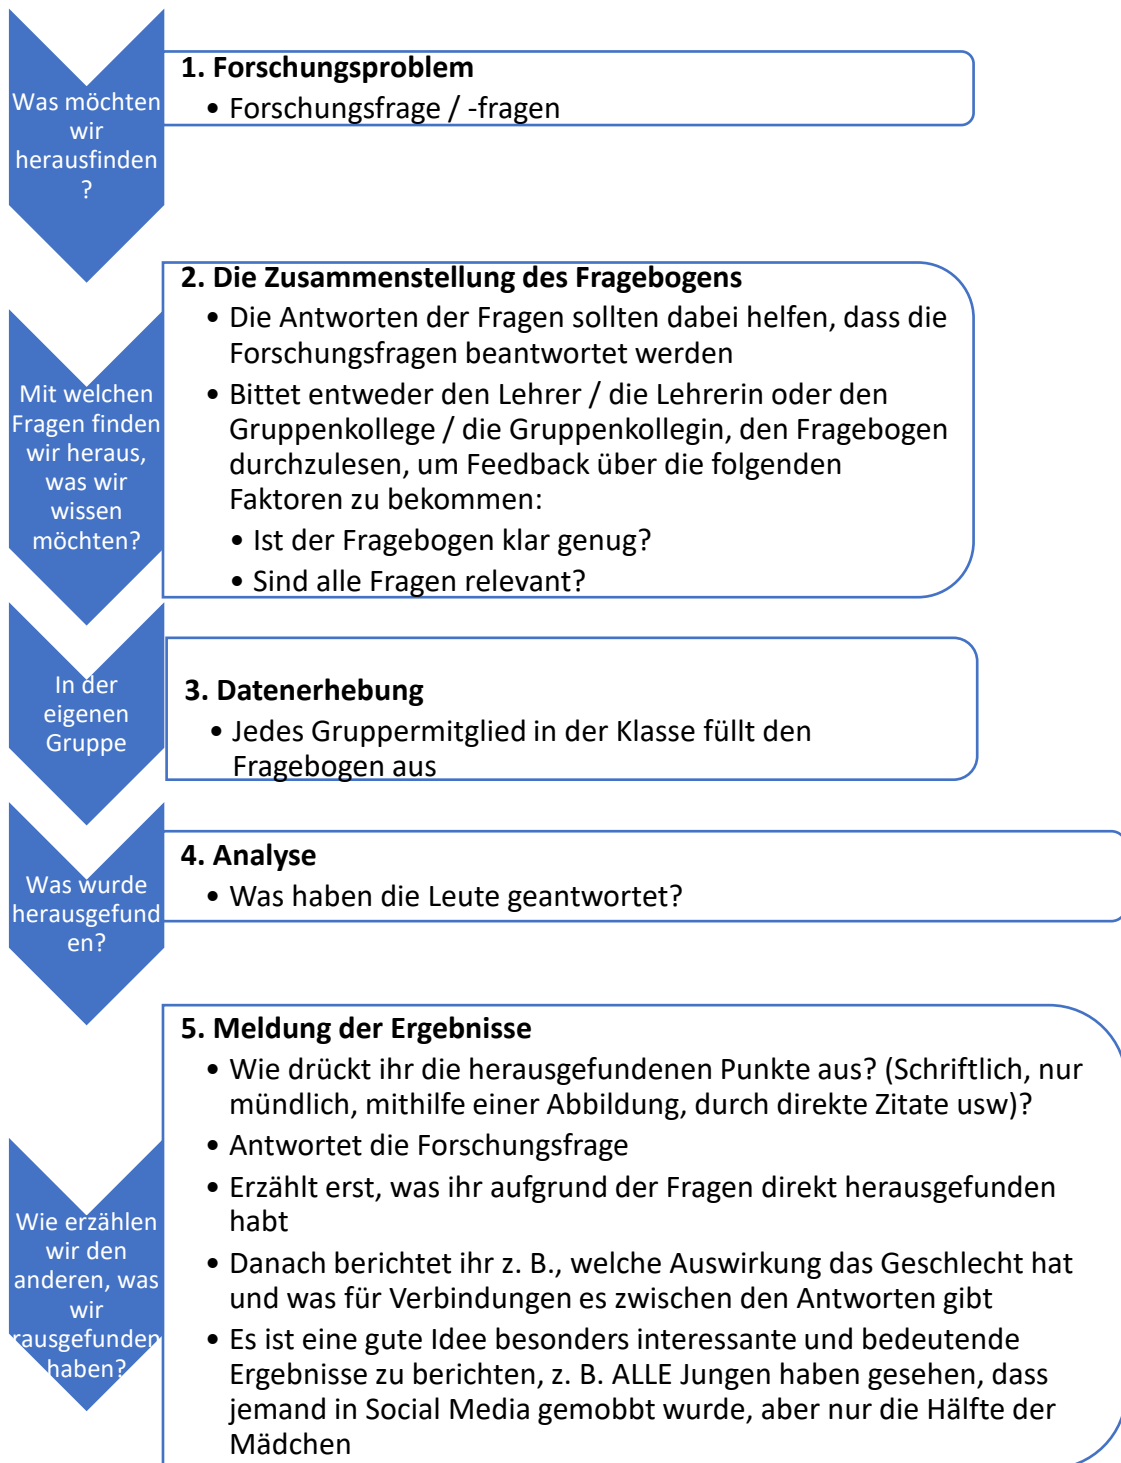 Was möchten
wir
herausfinden
?
1. Forschungsproblem
• Forschungsfrage / -fragen
Mit welchen
Fragen finden
wir heraus,
was wir
wissen
möchten?
2. Die Zusammenstellung des Fragebogens
• Die Antworten der Fragen sollten dabei helfen, dass die
Forschungsfragen beantwortet werden
• Bittet entweder den Lehrer / die Lehrerin oder den
Gruppenkollege / die Gruppenkollegin, den Fragebogen
durchzulesen, um Feedback über die folgenden
Faktoren zu bekommen:
• Ist der Fragebogen klar genug?
• Sind alle Fragen relevant?
In der
eigenen
Gruppe
3. Datenerhebung
• Jedes Gruppermitglied in der Klasse füllt den
Fragebogen aus
Was wurde
herausgefund
en?
4. Analyse
• Was haben die Leute geantwortet?
Wie erzählen
wir den
anderen, was
wir
rausgefunden
haben?
5. Meldung der Ergebnisse
• Wie drückt ihr die herausgefundenen Punkte aus? (Schriftlich, nur
mündlich, mithilfe einer Abbildung, durch direkte Zitate usw)?
• Antwortet die Forschungsfrage
• Erzählt erst, was ihr aufgrund der Fragen direkt herausgefunden
habt
• Danach berichtet ihr z. B., welche Auswirkung das Geschlecht hat
und was für Verbindungen es zwischen den Antworten gibt
• Es ist eine gute Idee besonders interessante und bedeutende
Ergebnisse zu berichten, z. B. ALLE Jungen haben gesehen, dass
jemand in Social Media gemobbt wurde, aber nur die Hälfte der
Mädchen